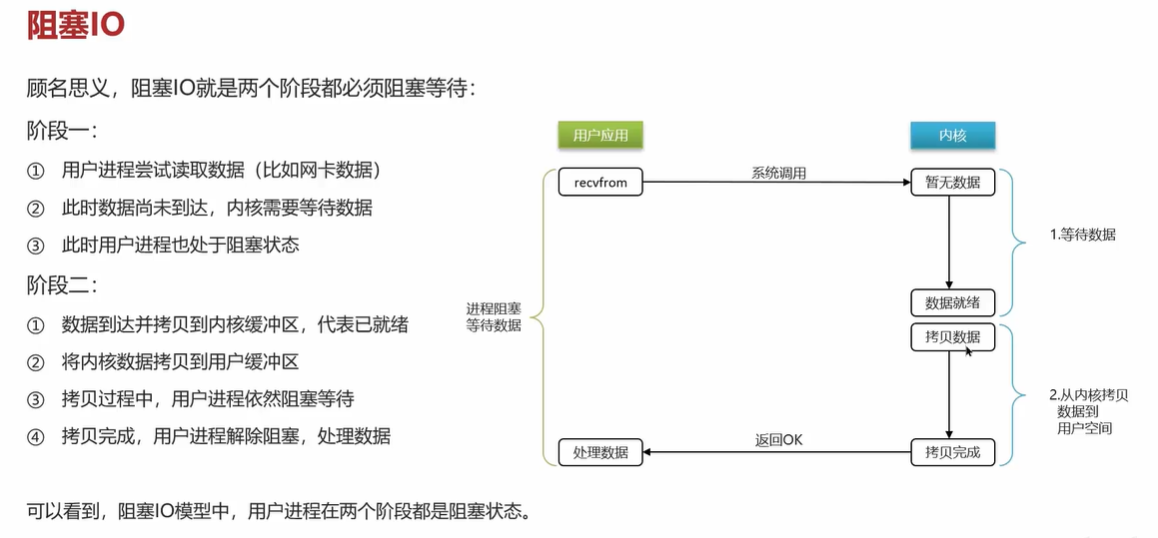 阻塞IO
顾名思义，阻塞IO就是两个阶段都必须阻塞等待：
阶段一：
① 用户进程尝试读取数据（比如网卡数据）
② 此时数据尚未到达，内核需要等待数据
③ 此时用户进程也处于阻塞状态
阶段二：
① 数据到达并拷贝到内核缓冲区，代表已就绪
② 将内核数据拷贝到用户缓冲区
③ 拷贝过程中，用户进程依然阻塞等待
④ 拷贝完成，用户进程解除阻塞，处理数据
可以看到，阻塞IO模型中，用户进程在两个阶段都是阻塞状态。
用户应用
内核
recvfrom
系统调用
暂无数据
1.等待数据
数据就绪
进程阻塞
等待数据
拷贝数据
2.从内核拷贝
数据到
用户空间
处理数据
返回OK
拷贝完成